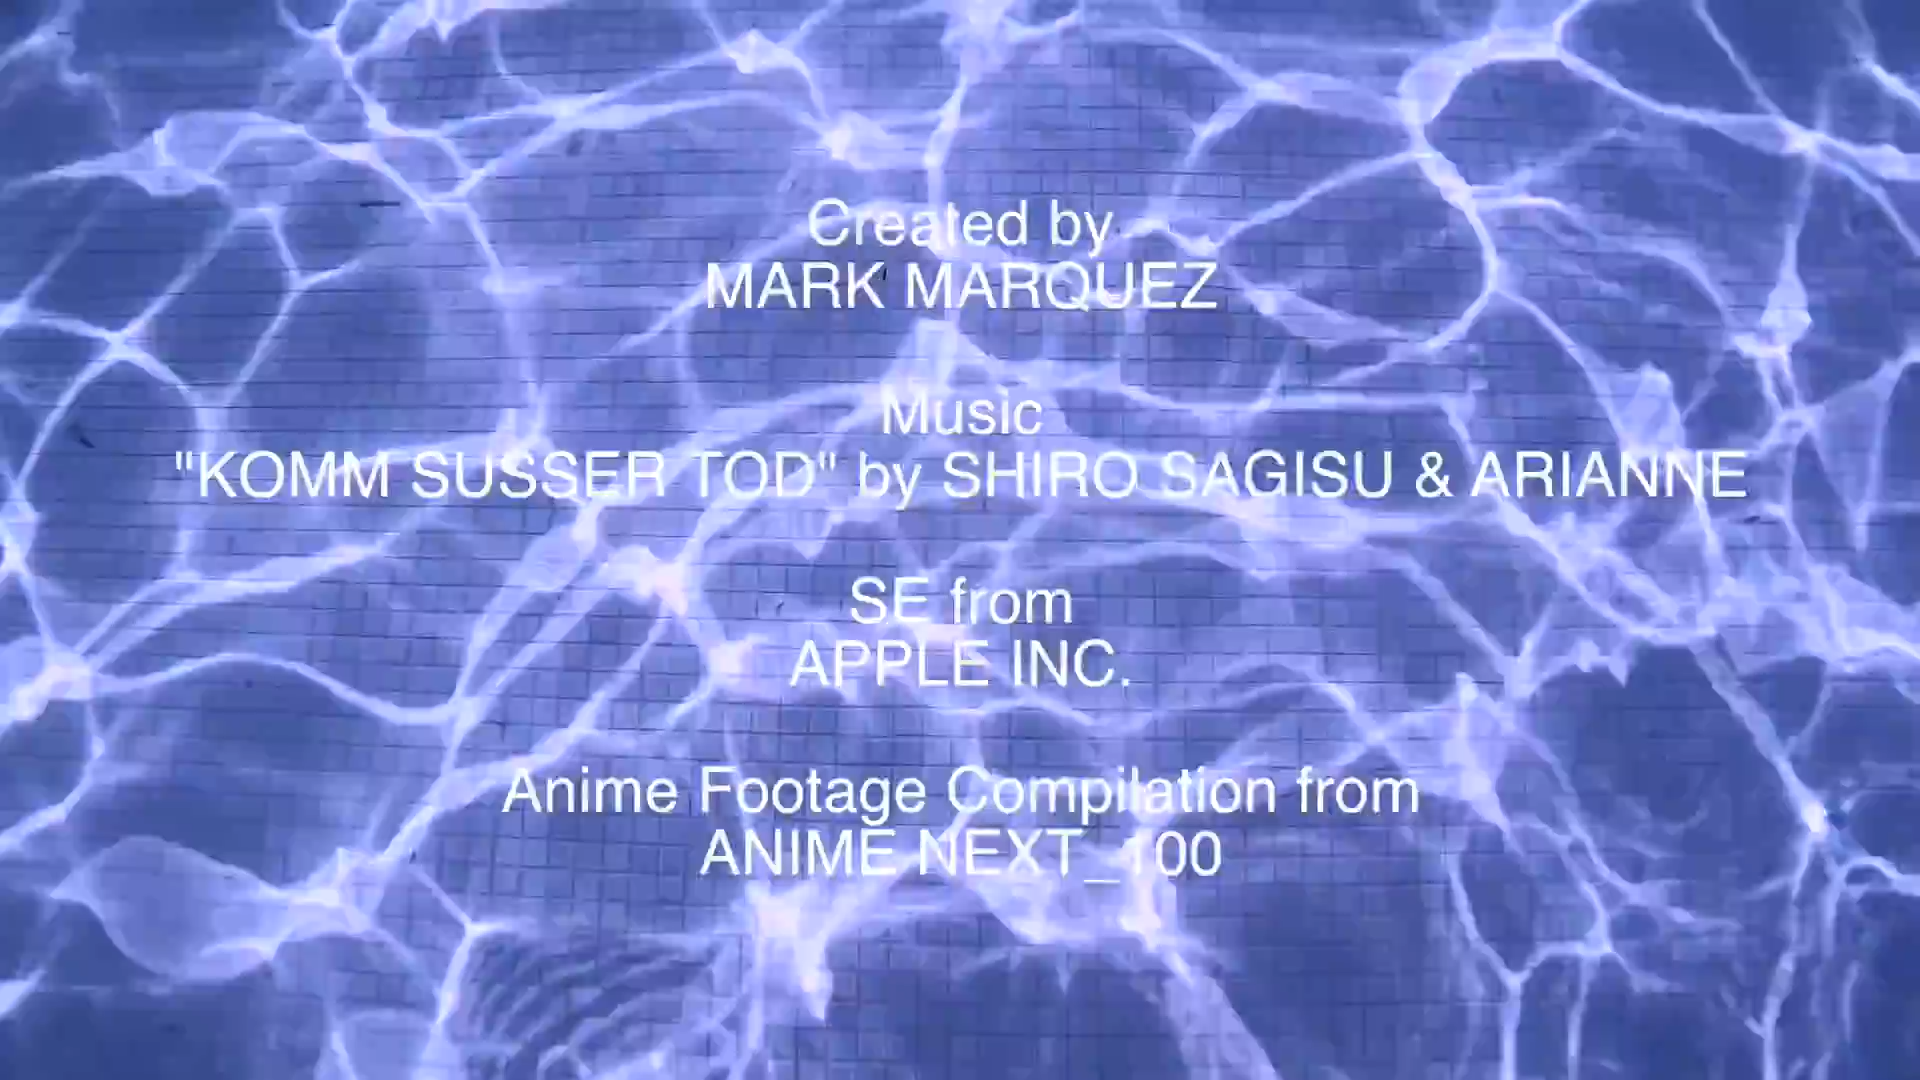 Created by
MARK MARQUEZ
Music
"KOMM SUSSER TOD" by SHIRO SAGISU & ARIANNE
SE from
APPLE INC.
Anime Footage Compilation from
ANIME NEXT_100